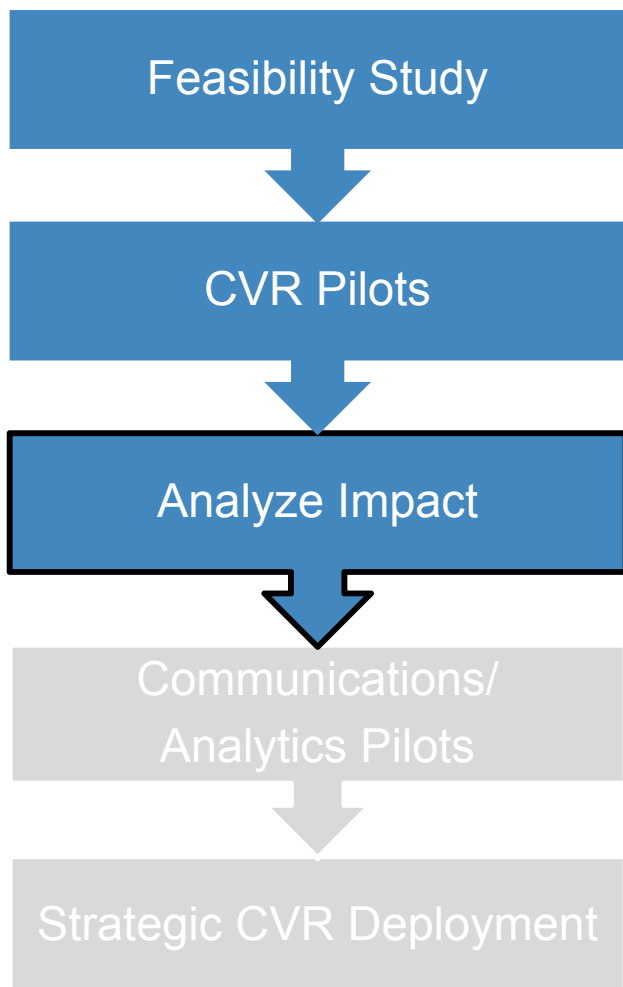 Feasibility Study
CVR Pilots
Analyze Impact
Communications/
Analytics Pilots
Strategic CVR Deployment